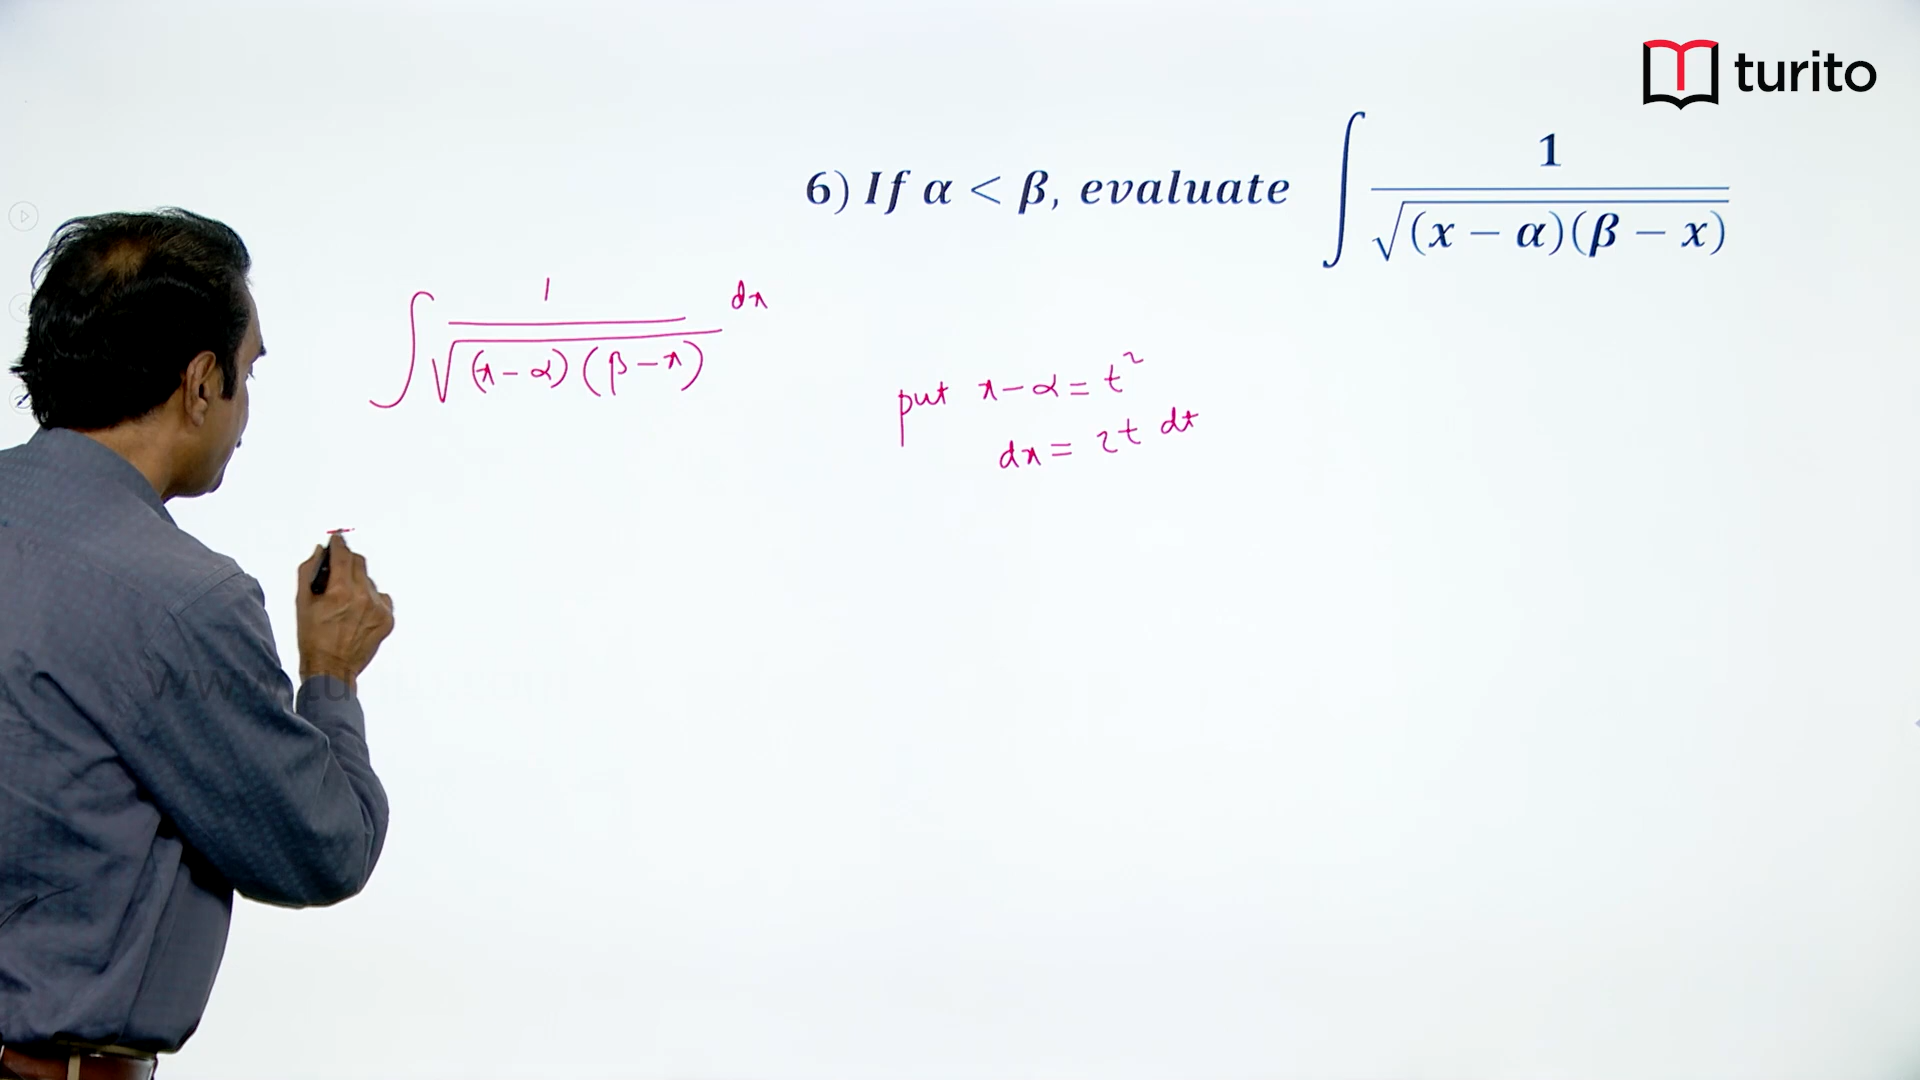 turito
6) If α < β, evaluate ∫ 1 / √((x − α)(β − x))
∫ 1 / √((x − α)(β − x)) dx
put x − α = t²
dx = 2t dt